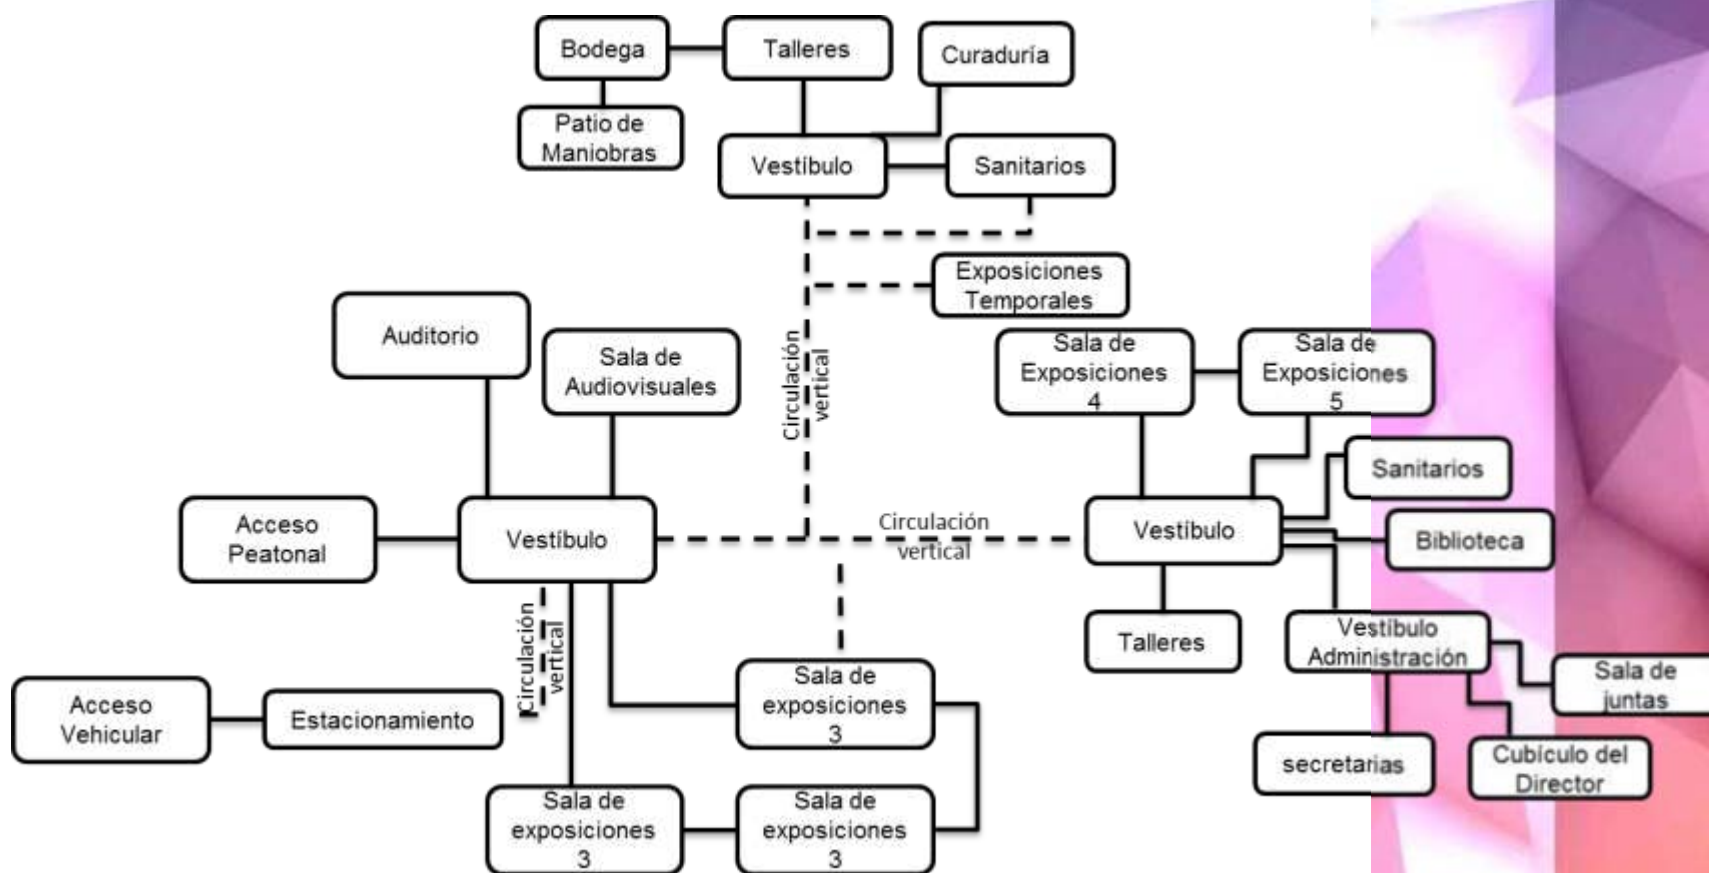 Bodega
Talleres
Curaduría
Patio de
Maniobras
Vestíbulo
Sanitarios
Exposiciones
Temporales
Auditorio
Sala de
Audiovisuales
Circulación
vertical
Sala de
Exposiciones
4
Sala de
Exposiciones
5
Sanitarios
Acceso
Peatonal
Vestíbulo
Circulación
vertical
Vestíbulo
Biblioteca
Circulación
vertical
Talleres
Vestíbulo
Administración
Sala de
juntas
Acceso
Vehicular
Estacionamiento
Sala de
exposiciones
3
secretarias
Cubículo del
Director
Sala de
exposiciones
3
Sala de
exposiciones
3